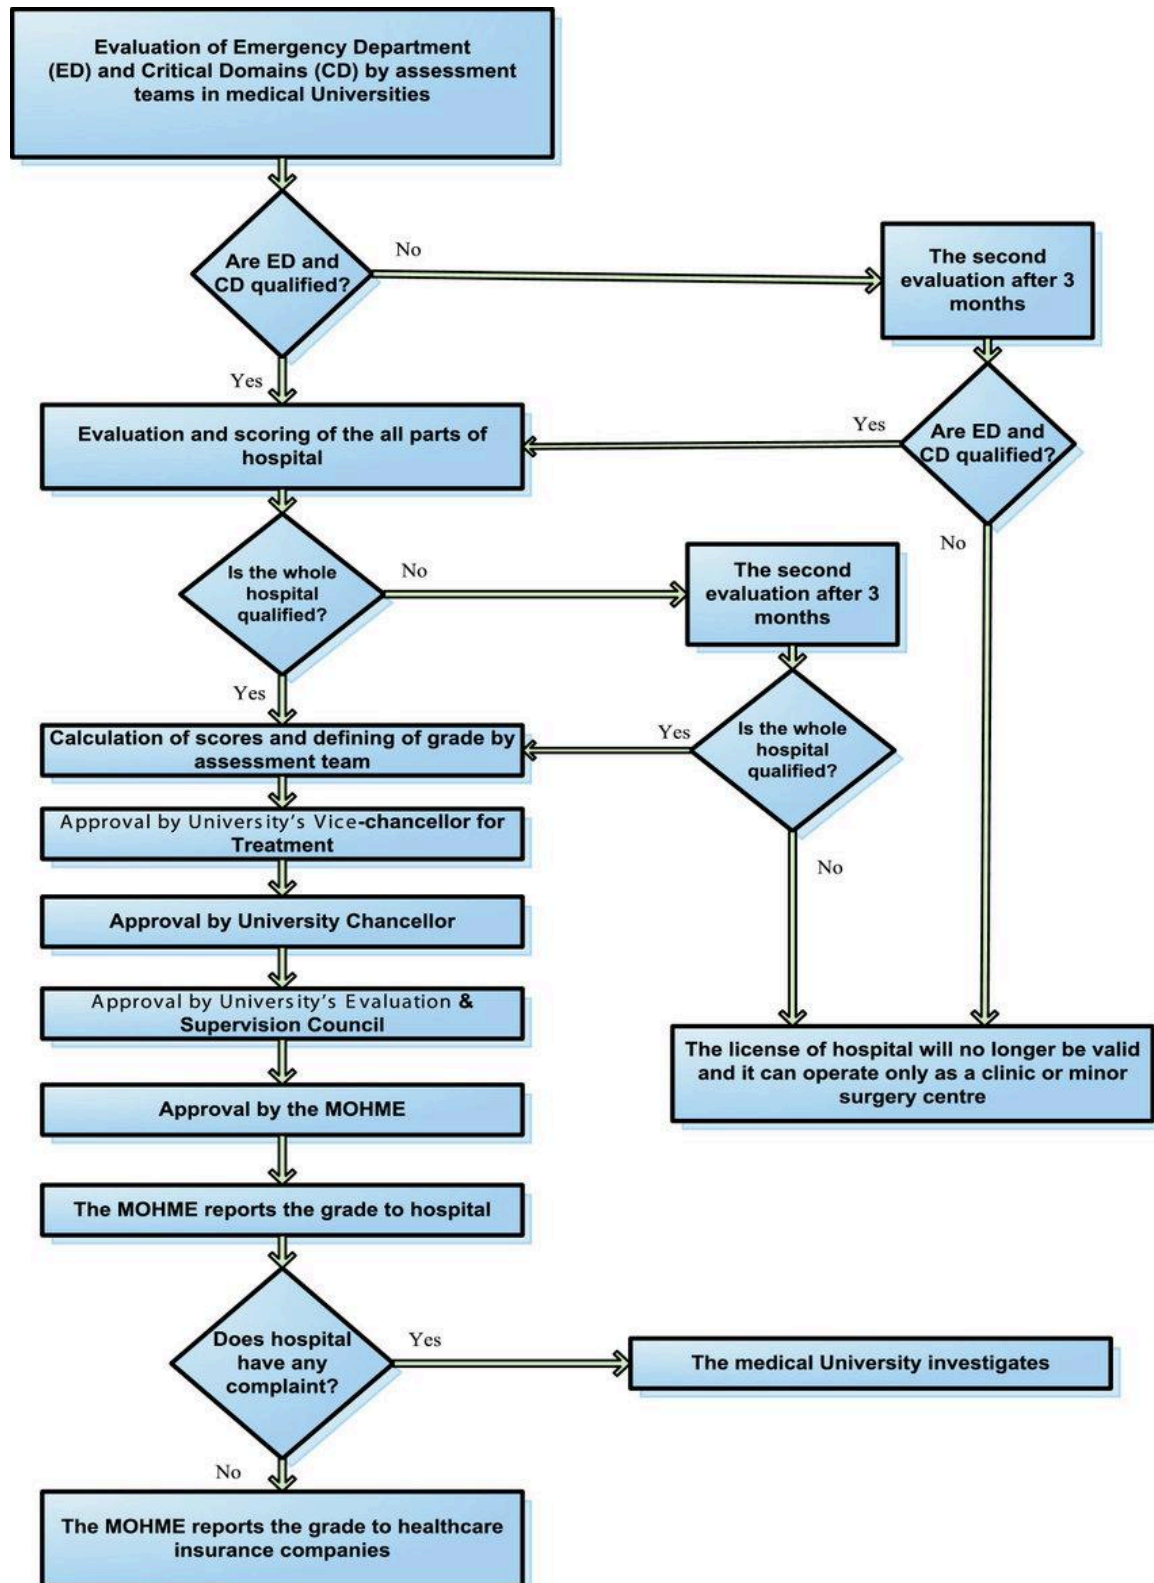 Evaluation of Emergency Department
(ED) and Critical Domains (CD) by assessment
teams in medical Universities
Are ED and
CD qualified?
No
The second
evaluation after 3
months
Yes
Evaluation and scoring of the all parts of
hospital
Yes
Are ED and
CD qualified?
No
Is the whole
hospital
qualified?
No
The second
evaluation after 3
months
Yes
Calculation of scores and defining of grade by
assessment team
Yes
Is the whole
hospital
qualified?
No
Approval by University's Vice-chancellor for
Treatment
Approval by University Chancellor
Approval by University's Evaluation &
Supervision Council
The license of hospital will no longer be valid
and it can operate only as a clinic or minor
surgery centre
Approval by the MOHME
The MOHME reports the grade to hospital
Does hospital
have any
complaint?
Yes
The medical University investigates
No
The MOHME reports the grade to healthcare
insurance companies